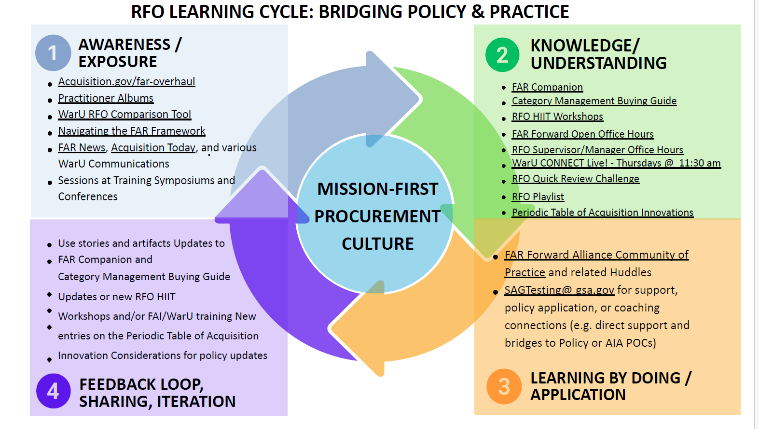 RFO LEARNING CYCLE: BRIDGING POLICY & PRACTICE
1
AWARENESS /
EXPOSURE
Acquisition.gov/far-overhaul
Practitioner Albums
WarU RFO Comparison Tool
Navigating the FAR Framework
FAR News, Acquisition Today, and various
WarU Communications
Sessions at Training Symposiums and
Conferences
2
KNOWLEDGE/
UNDERSTANDING
FAR Companion
Category Management Buying Guide
RFO HIIT Workshops
FAR Forward Open Office Hours
RFO Supervisor/Manager Office Hours
WarU CONNECT Live! - Thursdays @ 11:30 am
RFO Quick Review Challenge
RFO Playlist
Periodic Table of Acquisition Innovations
MISSION-FIRST
PROCUREMENT
CULTURE
FAR Forward Alliance Community of
Practice and related Huddles
SAGTesting@ gsa.gov for support,
policy application, or coaching
connections (e.g. direct support and
bridges to Policy or AIA POCs)
3
LEARNING BY DOING /
APPLICATION
Use stories and artifacts Updates to
FAR Companion and
Category Management Buying Guide
Updates or new RFO HIIT
Workshops and/or FAI/WarU training New
entries on the Periodic Table of Acquisition
Innovation Considerations for policy updates
4
FEEDBACK LOOP,
SHARING, ITERATION